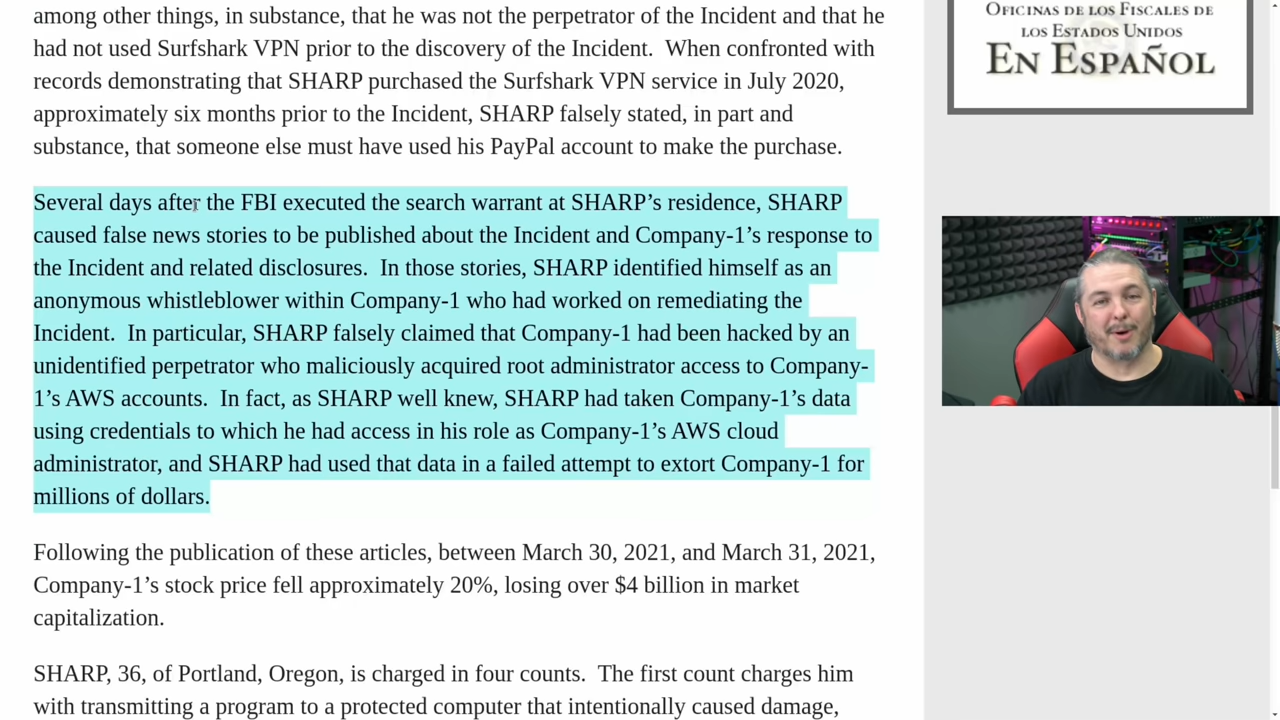 among other things, in substance, that he was not the perpetrator of the Incident and that he
had not used Surfshark VPN prior to the discovery of the Incident.  When confronted with
records demonstrating that SHARP purchased the Surfshark VPN service in July 2020,
approximately six months prior to the Incident, SHARP falsely stated, in part and
substance, that someone else must have used his PayPal account to make the purchase.
Several days after the FBI executed the search warrant at SHARP’s residence, SHARP
caused false news stories to be published about the Incident and Company-1’s response to
the Incident and related disclosures.  In those stories, SHARP identified himself as an
anonymous whistleblower within Company-1 who had worked on remediating the
Incident.  In particular, SHARP falsely claimed that Company-1 had been hacked by an
unidentified perpetrator who maliciously acquired root administrator access to Company-
1’s AWS accounts.  In fact, as SHARP well knew, SHARP had taken Company-1’s data
using credentials to which he had access in his role as Company-1’s AWS cloud
administrator, and SHARP had used that data in a failed attempt to extort Company-1 for
millions of dollars.
Following the publication of these articles, between March 30, 2021, and March 31, 2021,
Company-1’s stock price fell approximately 20%, losing over $4 billion in market
capitalization.
SHARP, 36, of Portland, Oregon, is charged in four counts.  The first count charges him
with transmitting a program to a protected computer that intentionally caused damage,
OFICINAS DE LOS FISCALES DE
LOS ESTADOS UNIDOS
EN ESPAÑOL